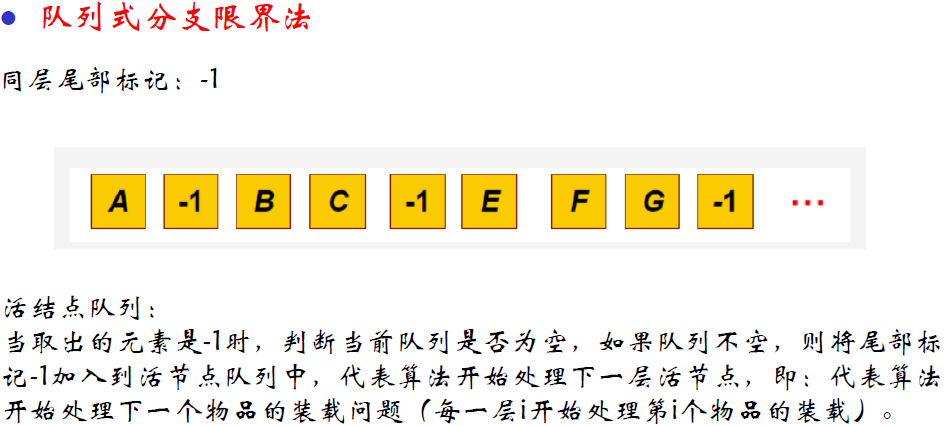 ● 队列式分支限界法
同层尾部标记：-1
A -1 B C -1 E F G -1 …
活结点队列：
当取出的元素是-1时，判断当前队列是否为空，如果队列不空，则将尾部标
记-1加入到活节点队列中，代表算法开始处理下一层活节点，即：代表算法
开始处理下一个物品的装载问题（每一层i开始处理第i个物品的装载）。